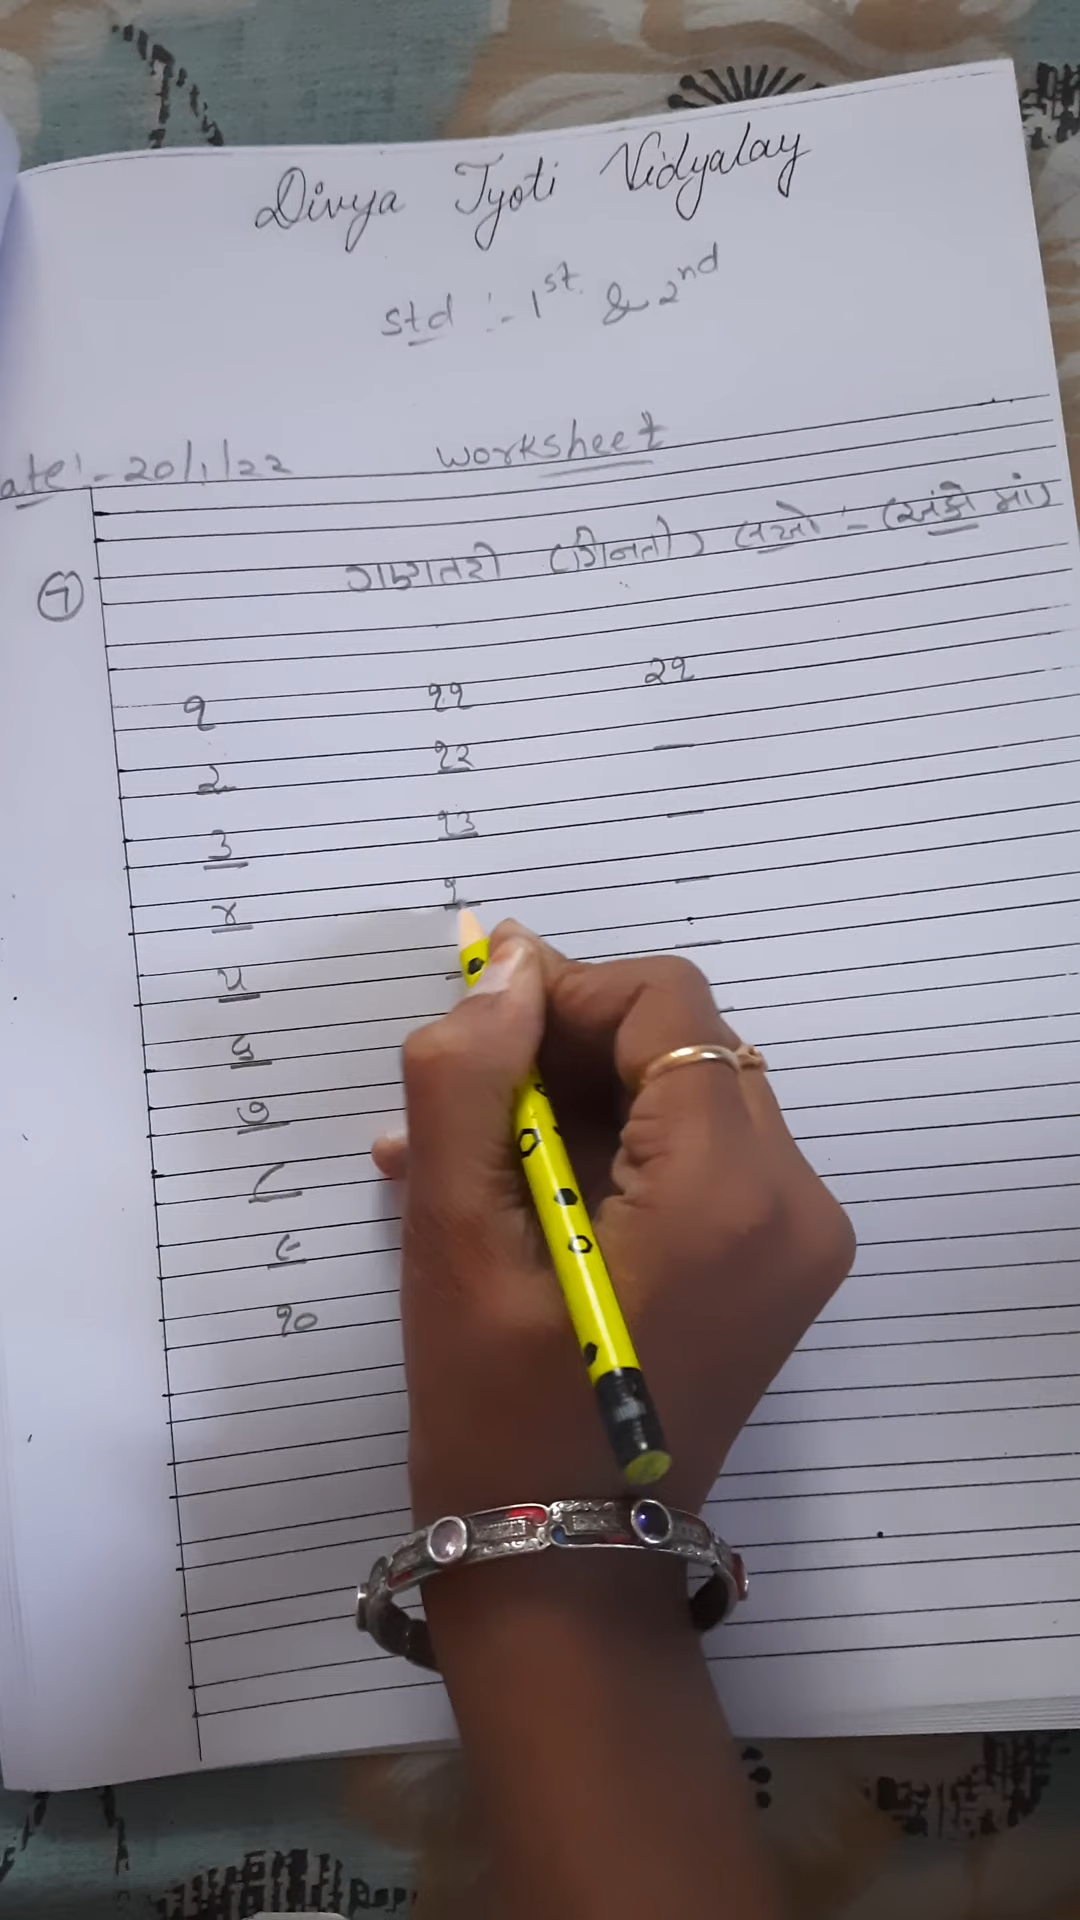 Divya Jyoti Vidyalay
std :- 1st & 2nd
ate :- 20/1/22 worksheet
૧ ગણતરી (ગિનતી) લખો :- (અંકો માં)
૧ ૧૧ ૨૧
૨ ૧૨
૩ ૧૩
૪ ૧
૫
૬
૭
૮
૯
૧૦